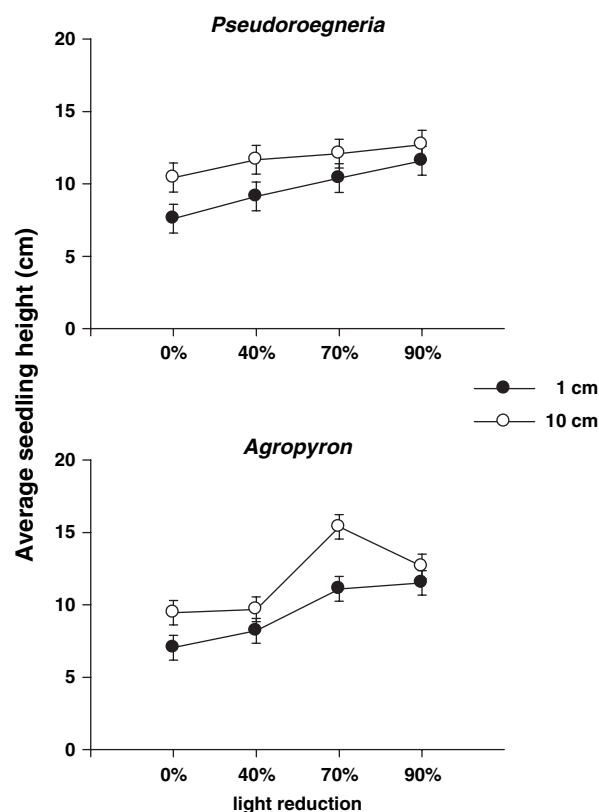 Pseudoroegneria
20
15
10
5
0
0% 40% 70% 90%
Average seedling height (cm)
1 cm
10 cm
Agropyron
20
15
10
5
0
0% 40% 70% 90%
light reduction